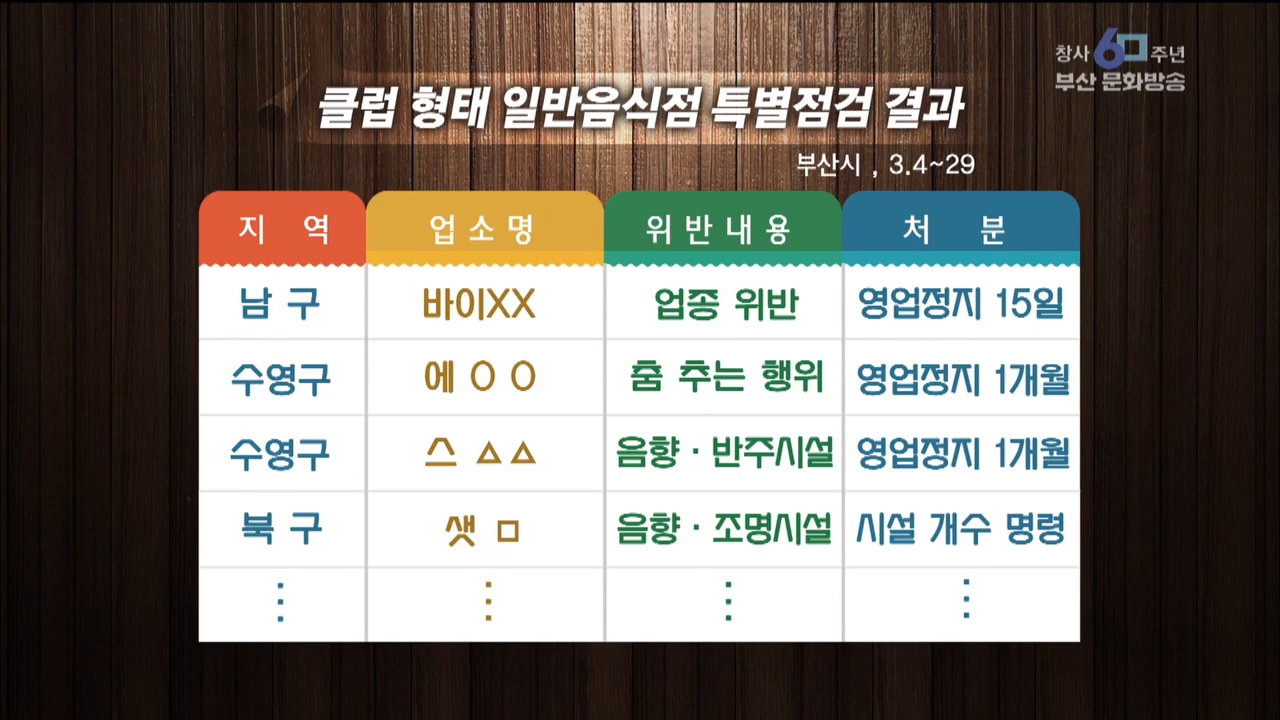 창사 60 주년
부산 문화방송
클럽 형태 일반음식점 특별점검 결과
부산시 , 3.4~29
지 역 업 소 명 위 반 내 용 처 분
남 구 바이XX 업종 위반 영업정지 15일
수영구 에 ○ ○ 춤 추는 행위 영업정지 1개월
수영구 스 △△ 음향·반주시설 영업정지 1개월
북 구 샛 ㅁ 음향·조명시설 시설 개수 명령
⋮ ⋮ ⋮ ⋮